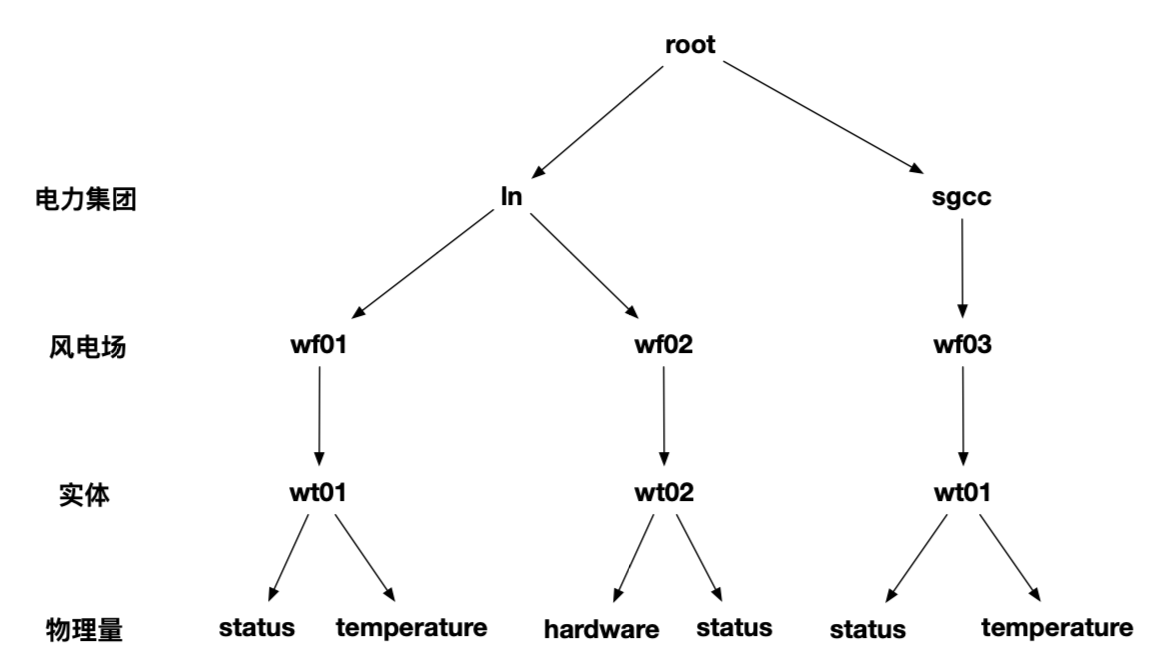 root
电力集团 ln sgcc
风电场 wf01 wf02 wf03
实体 wt01 wt02 wt01
物理量 status temperature hardware status status temperature